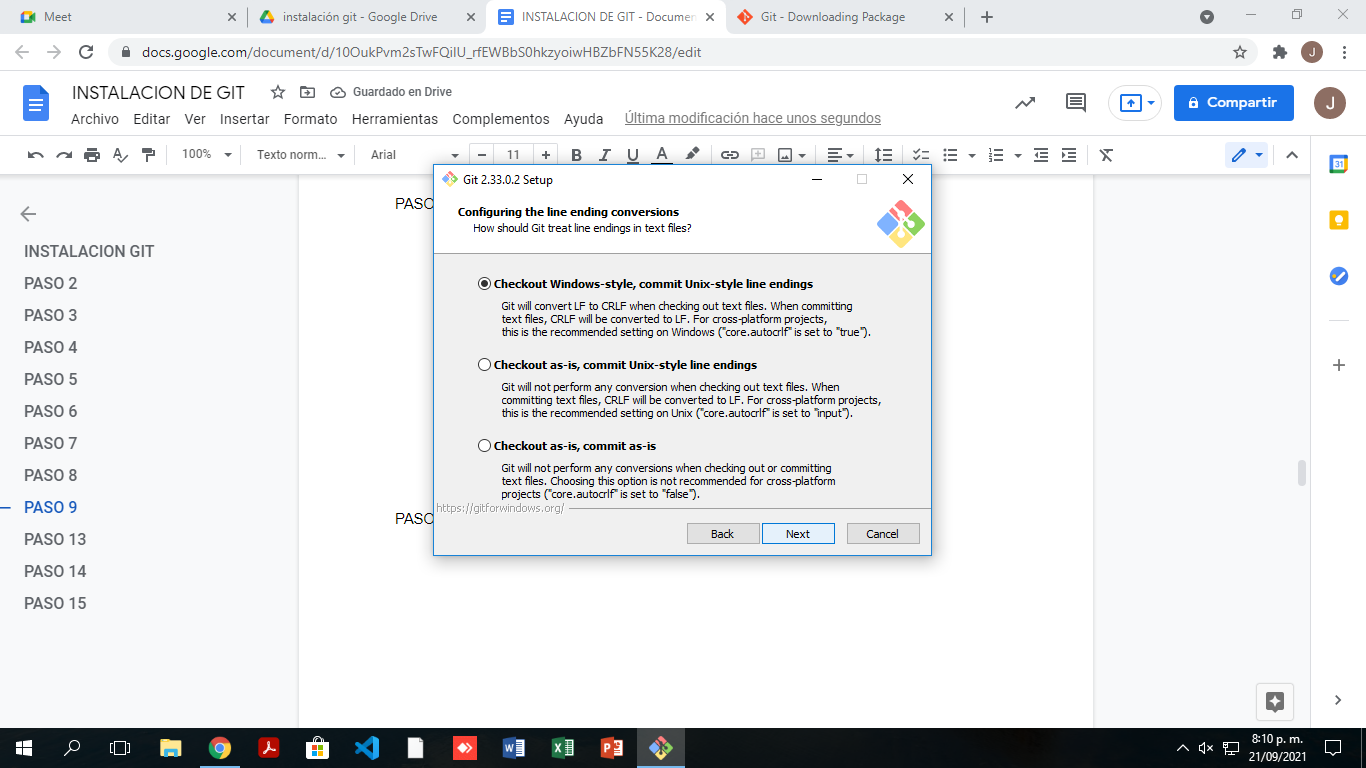 Meet
instalación git - Google Drive
INSTALACION DE GIT - Documen
Git - Downloading Package
docs.google.com/document/d/10OukPvm2sTwFQiIU_rfEWBbS0hkzyoiwHBZbFN55K28/edit
J
INSTALACION DE GIT
Guardado en Drive
Archivo Editar Ver Insertar Formato Herramientas Complementos Ayuda Última modificación hace unos segundos
Compartir
J
100% Texto norm... Arial 11 B I U A
31
INSTALACION GIT
PASO 2
PASO 3
PASO 4
PASO 5
PASO 6
PASO 7
PASO 8
PASO 9
PASO 13
PASO 14
PASO 15
PASO
PASO
Git 2.33.0.2 Setup
Configuring the line ending conversions
How should Git treat line endings in text files?
Checkout Windows-style, commit Unix-style line endings
Git will convert LF to CRLF when checking out text files. When committing
text files, CRLF will be converted to LF. For cross-platform projects,
this is the recommended setting on Windows ("core.autocrlf" is set to "true").
Checkout as-is, commit Unix-style line endings
Git will not perform any conversion when checking out text files. When
committing text files, CRLF will be converted to LF. For cross-platform projects,
this is the recommended setting on Unix ("core.autocrlf" is set to "input").
Checkout as-is, commit as-is
Git will not perform any conversions when checking out or committing
text files. Choosing this option is not recommended for cross-platform
projects ("core.autocrlf" is set to "false").
https://gitforwindows.org/
Back Next Cancel
8:10 p. m.
21/09/2021